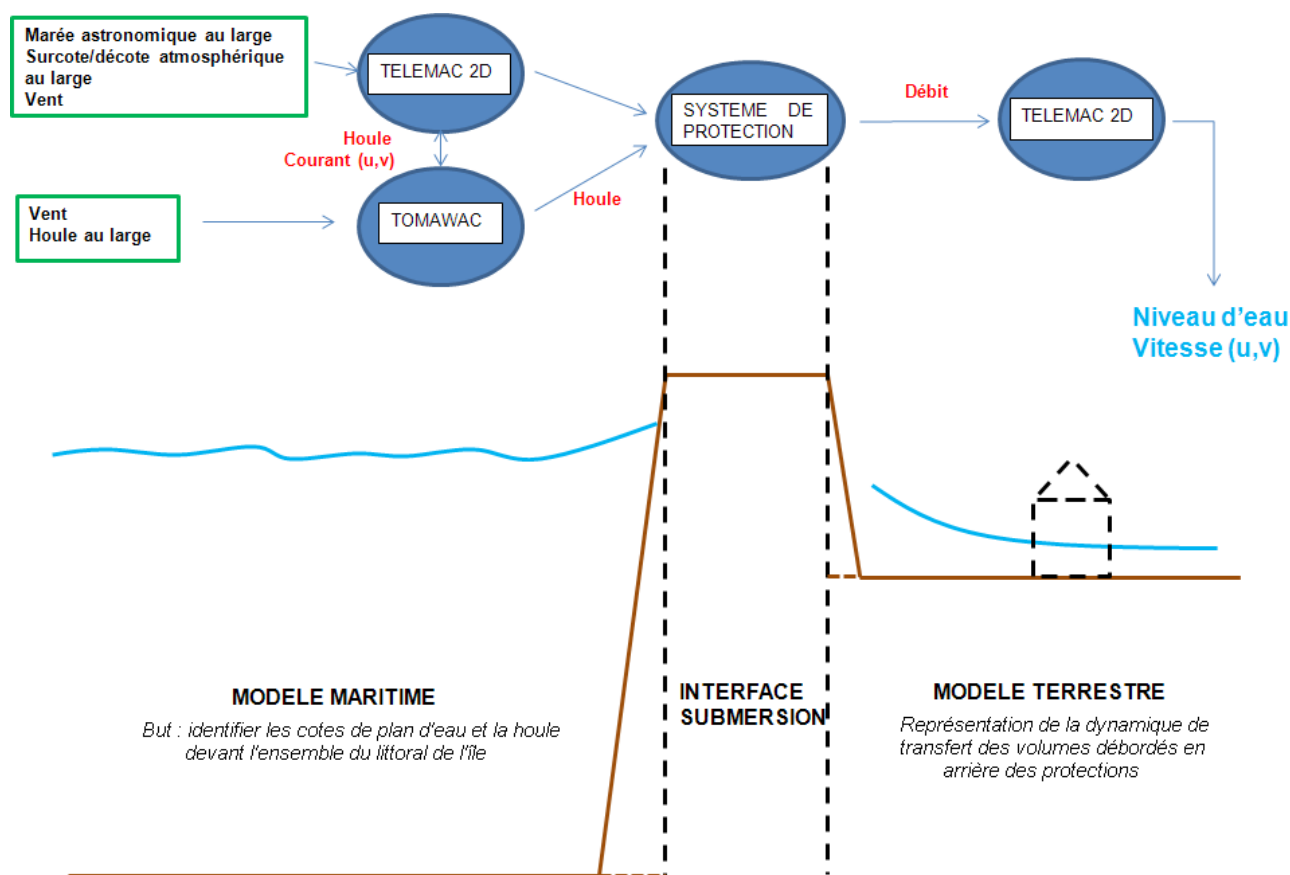 Marée astronomique au large
Surcote/décote atmosphérique
au large
Vent
TELEMAC 2D
Houle
Courant (u,v)
Vent
Houle au large
TOMAWAC
Houle
SYSTEME DE
PROTECTION
Débit
TELEMAC 2D
Niveau d'eau
Vitesse (u,v)
MODELE MARITIME
But : identifier les cotes de plan d'eau et la houle
devant l'ensemble du littoral de l'île
INTERFACE
SUBMERSION
MODELE TERRESTRE
Représentation de la dynamique de
transfert des volumes débordés en
arrière des protections